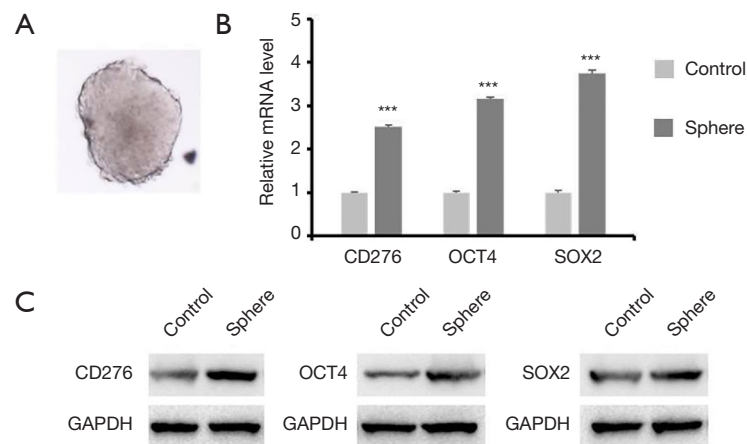 A
B
Relative mRNA level
5
4
3
2
1
0
***
***
***
CD276
OCT4
SOX2
Control
Sphere
C
Control
Sphere
Control
Sphere
Control
Sphere
CD276
OCT4
SOX2
GAPDH
GAPDH
GAPDH